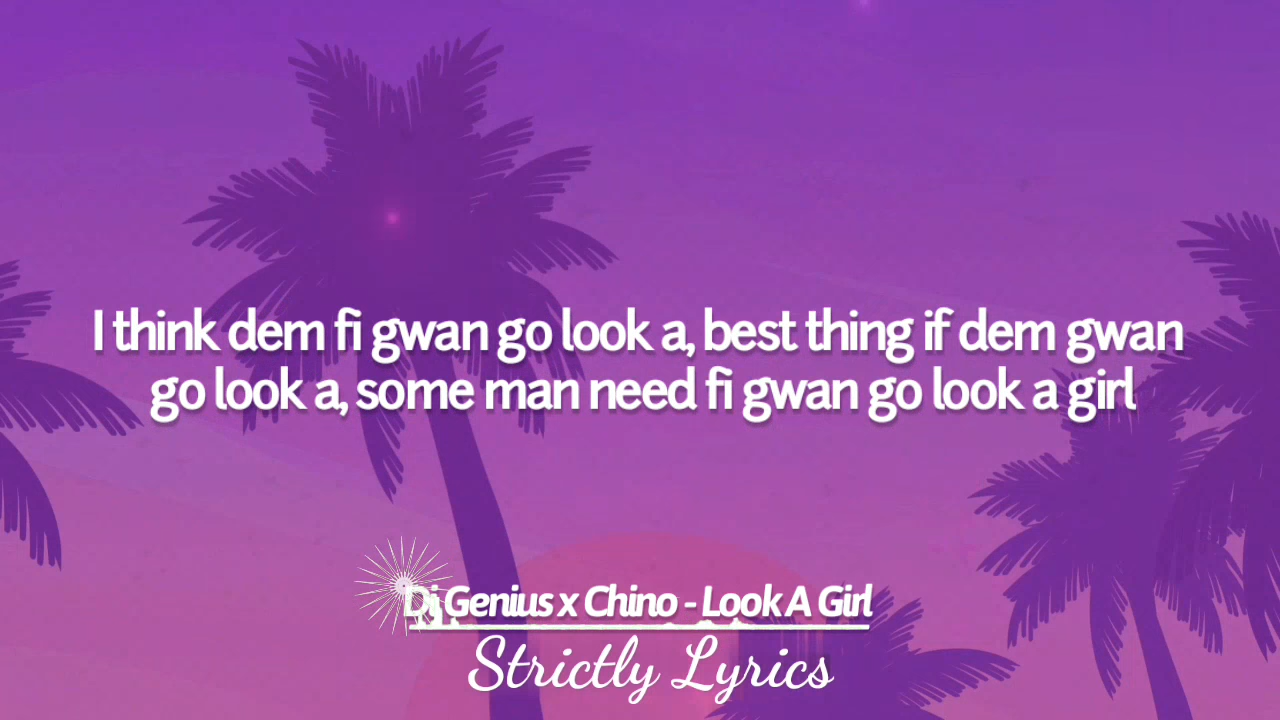 I think dem fi gwan go look a, best thing if dem gwan
go look a, some man need fi gwan go look a girl
Dj Genius x Chino - Look A Girl
Strictly Lyrics